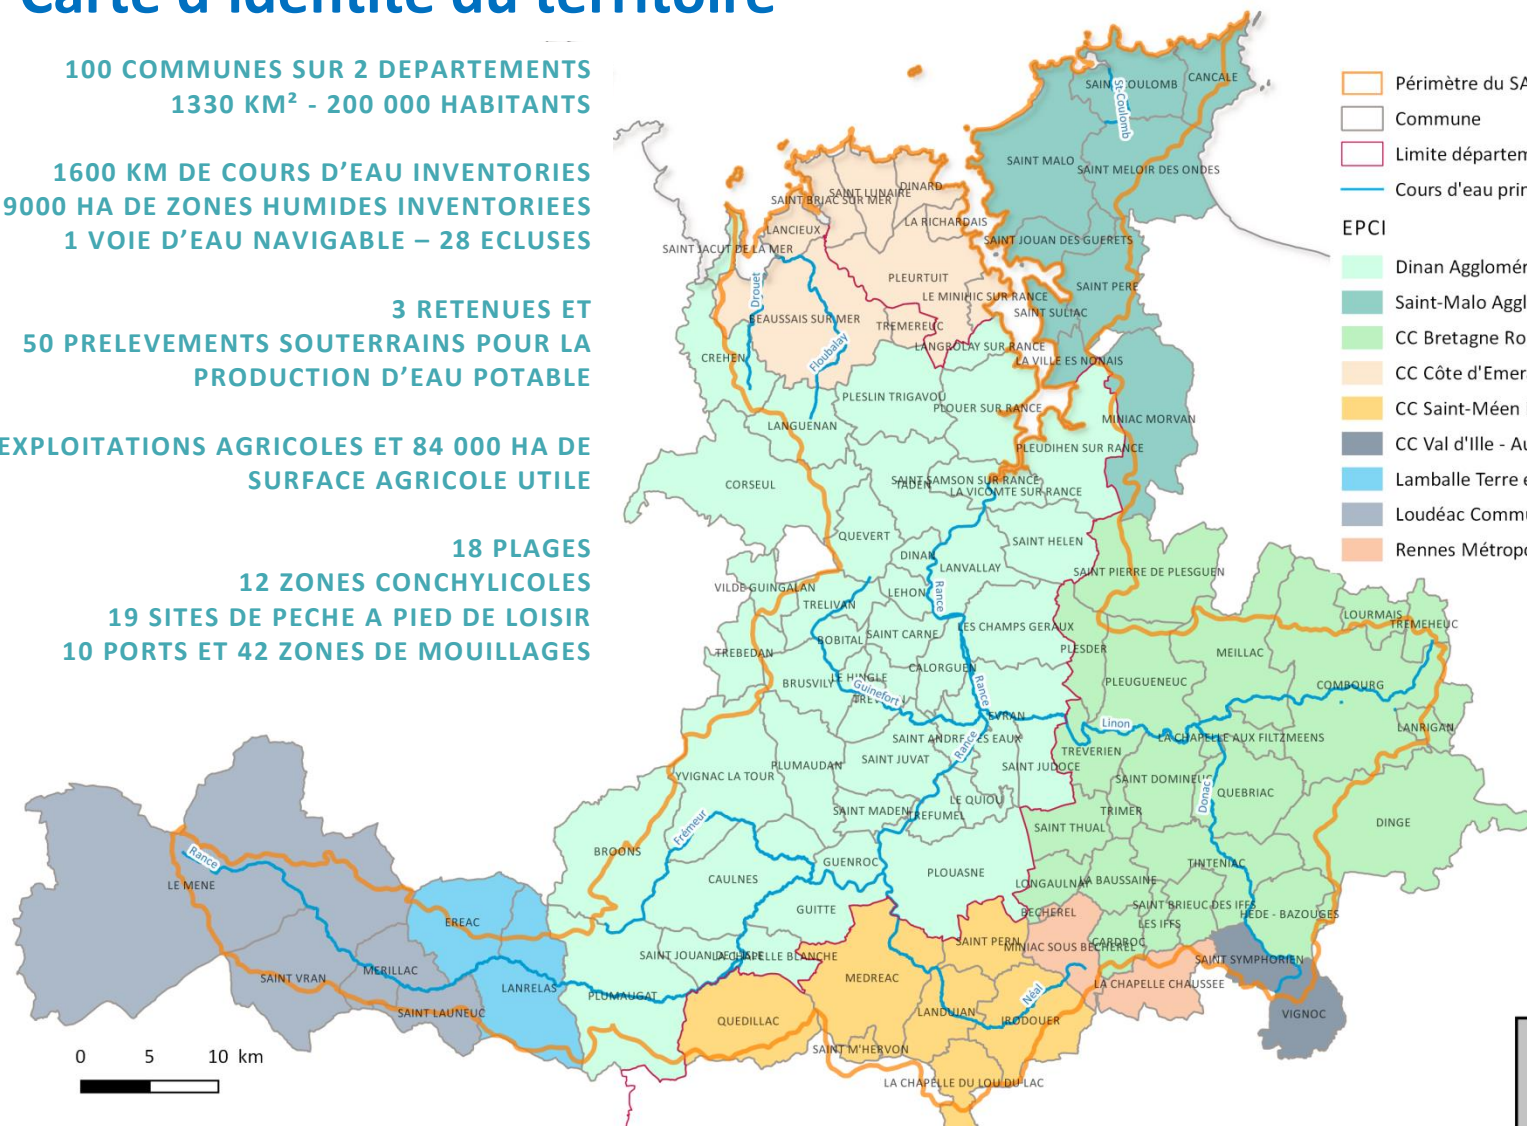 Carte d'identité du territoire
100 COMMUNES SUR 2 DEPARTEMENTS
1330 KM² - 200 000 HABITANTS
1600 KM DE COURS D'EAU INVENTORIES
9000 HA DE ZONES HUMIDES INVENTORIEES
1 VOIE D'EAU NAVIGABLE – 28 ECLUSES
3 RETENUES ET
50 PRELEVEMENTS SOUTERRAINS POUR LA
PRODUCTION D'EAU POTABLE
EXPLOITATIONS AGRICOLES ET 84 000 HA DE
SURFACE AGRICOLE UTILE
18 PLAGES
12 ZONES CONCHYLICOLES
19 SITES DE PECHE A PIED DE LOISIR
10 PORTS ET 42 ZONES DE MOUILLAGES
Périmètre du SA
Commune
Limite départem
Cours d'eau prin
EPCI
Dinan Agglomér
Saint-Malo Aggl
CC Bretagne Ro
CC Côte d'Emer
CC Saint-Méen
CC Val d'Ille - Au
Lamballe Terre e
Loudéac Commu
Rennes Métropo
SAINT COULOMB
St-Coulomb
CANCALE
SAINT MALO
SAINT MELOIR DES ONDES
DINARD
SAINT LUNAIRE
SAINT BRIAC SUR MER
LA RICHARDAIS
LANCIEUX
SAINT JACUT DE LA MER
SAINT JOUAN DES GUERETS
PLEURTUIT
SAINT PERE
Drouet
LE MINIHIC SUR RANCE
SAINT SULIAC
BEAUSSAIS SUR MER
TREMEREUC
Floubalay
LANGROLAY SUR RANCE
LA VILLE ES NONAIS
CREHEN
PLESLIN TRIGAVOU
PLOUER SUR RANCE
MINIAC MORVAN
LANGUENAN
PLEUDIHEN SUR RANCE
CORSEUL
SAINT SAMSON SUR RANCE
TADEN
LA VICOMTE SUR RANCE
QUEVERT
SAINT HELEN
DINAN
LANVALLAY
SAINT PIERRE DE PLESGUEN
VILDE GUINGALAN
LEHON
Rance
TRELIVAN
LOURMAIS
TREMEHEUC
LES CHAMPS GERAUX
BOBITAL
SAINT CARNE
PLESDER
MEILLAC
TREBEDAN
CALORGUEN
BRUSVILY
LE HINGLE
PLEUGUENEUC
COMBOURG
Guinefort
Rance
EVRAN
Linon
LANRIGAN
SAINT ANDRE DES EAUX
LA CHAPELLE AUX FILTZMEENS
Rance
TREVERIEN
PLUMAUDAN
SAINT JUVAT
SAINT JUDOCE
YVIGNAC LA TOUR
SAINT DOMINEUC
QUEBRIAC
LE QUIOU
Donac
SAINT MADEN
TREFUMEL
TRIMER
SAINT THUAL
DINGE
Frémeur
BROONS
GUENROC
TINTENIAC
Rance
LE MENE
CAULNES
PLOUASNE
LONGAULNAY
LA BAUSSAINE
GUITTE
SAINT BRIEUC DES IFFS
HEDE - BAZOUGES
BECHEREL
EREAC
LES IFFS
SAINT PERN
MINIAC SOUS BECHEREL
CARDROC
SAINT JOUAN DE L'ISLE
LA CHAPELLE BLANCHE
SAINT SYMPHORIEN
MERILLAC
SAINT VRAN
MEDREAC
LA CHAPELLE CHAUSSEE
LANRELAS
PLUMAUGAT
Néal
SAINT LAUNEUC
LANDUJAN
QUEDILLAC
IRODOUER
VIGNOC
SAINT M'HERVON
LA CHAPELLE DU LOU DU LAC
0 5 10 km